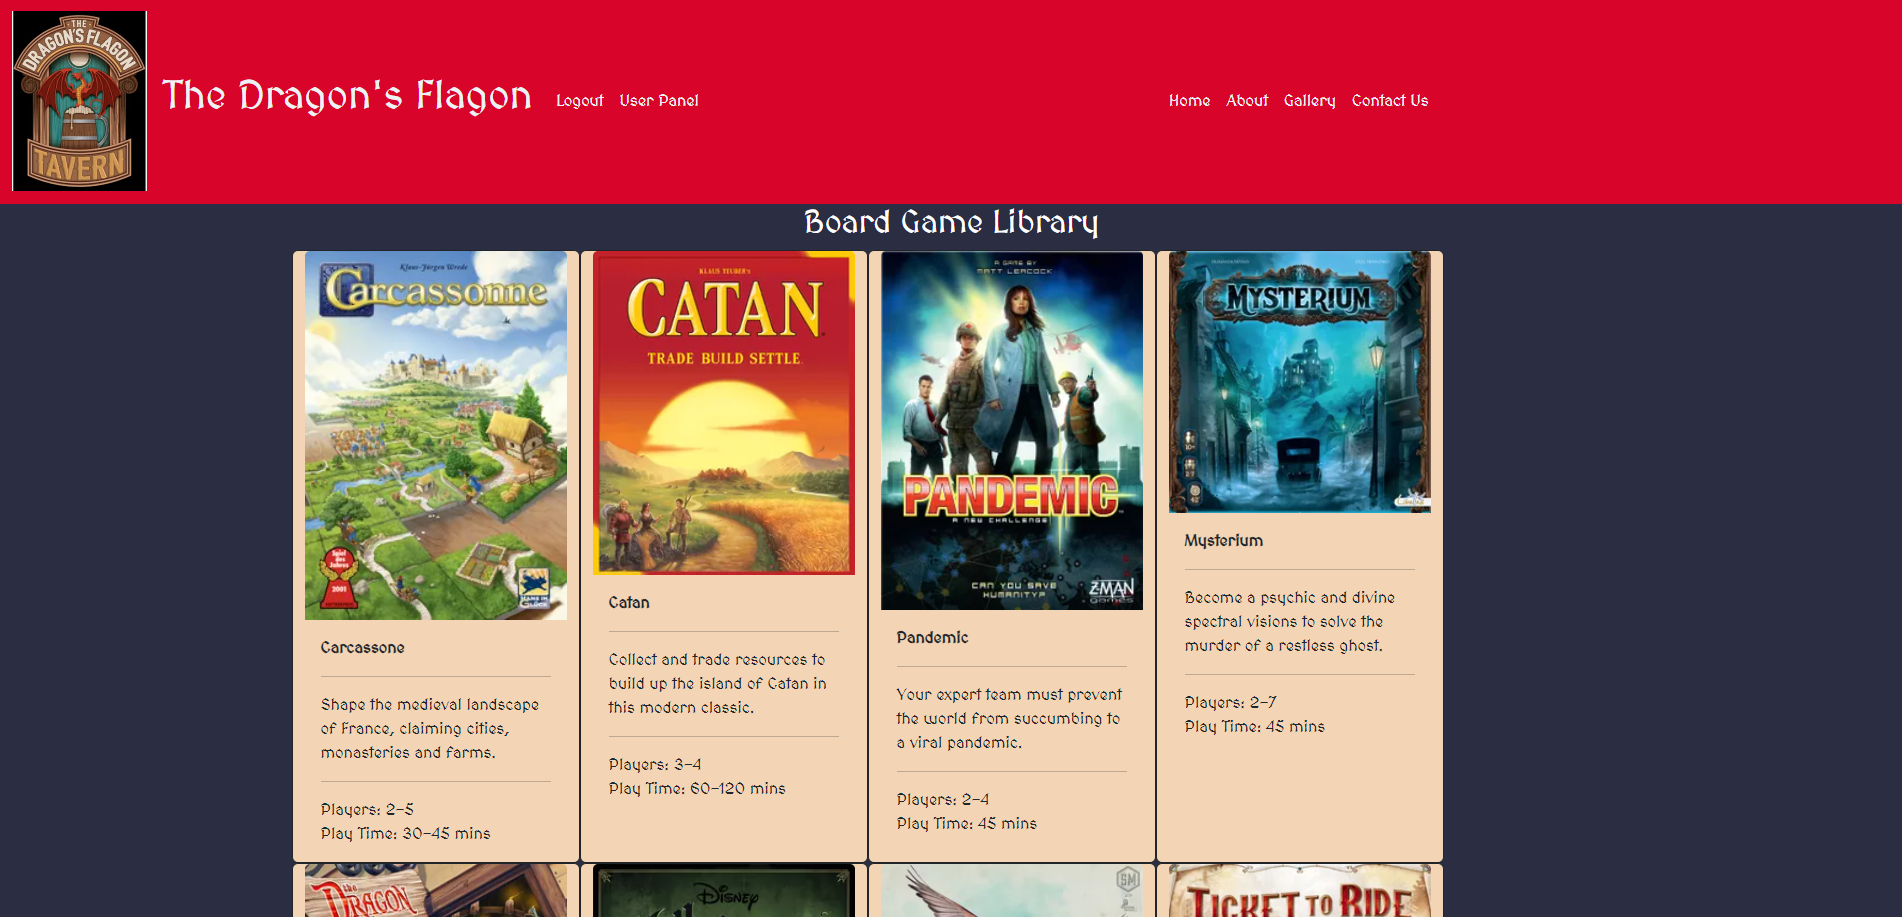 THE
DRAGON'S FLAGON
TAVERN
The Dragon's Flagon
Logout User Panel
Home About Gallery Contact Us
Board Game Library
Klaus-Jürgen Wrede
Carcassonne
Spiel des Jahres
2001
HANS IM GLÜCK
Carcassone
Shape the medieval landscape
of France, claiming cities,
monasteries and farms.
Players: 2-5
Play Time: 30-45 mins
KLAUS TEUBER'S
CATAN
TRADE BUILD SETTLE
Catan
Collect and trade resources to
build up the island of Catan in
this modern classic.
Players: 3-4
Play Time: 60-120 mins
A GAME BY
MATT LEACOCK
PANDEMIC
A NEW CHALLENGE
CAN YOU SAVE
HUMANITY?
Z-MAN
games
Pandemic
Your expert team must prevent
the world from succumbing to
a viral pandemic.
Players: 2-4
Play Time: 45 mins
MYSTERIUM
Mysterium
Become a psychic and divine
spectral visions to solve the
murder of a restless ghost.
Players: 2-7
Play Time: 45 mins
the
DRAGON
Disney
SM
TICKET TO RIDE